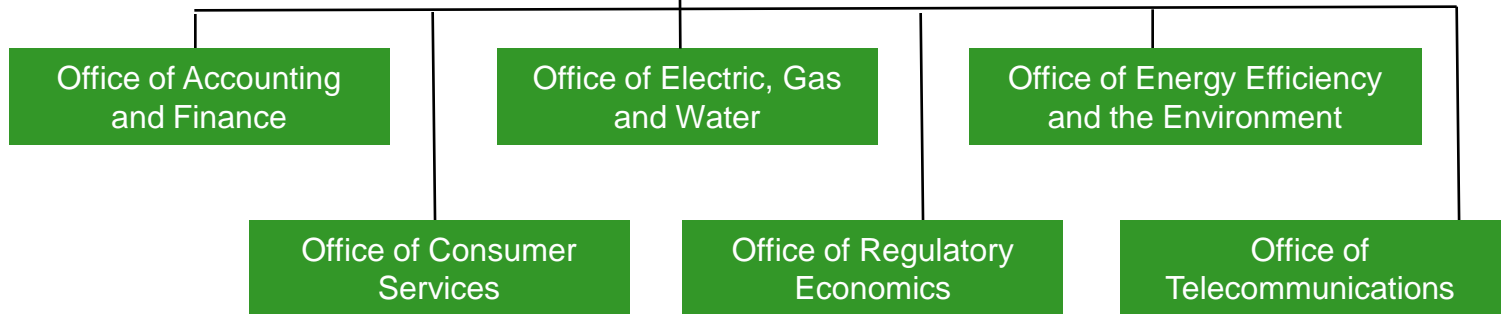 Office of Accounting
and Finance
Office of Electric, Gas
and Water
Office of Energy Efficiency
and the Environment
Office of Consumer
Services
Office of Regulatory
Economics
Office of
Telecommunications